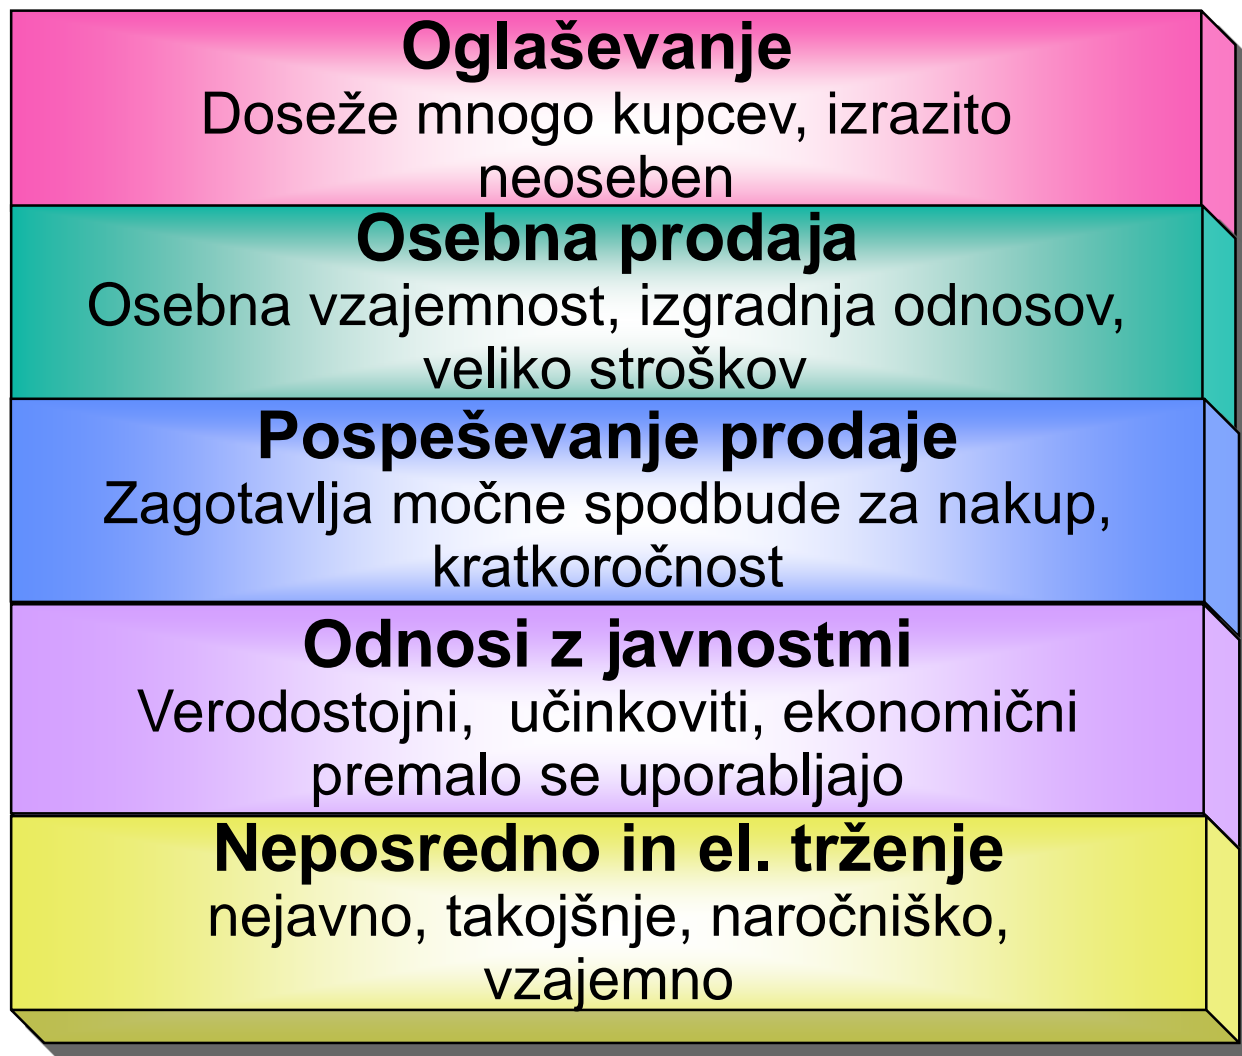 Oglaševanje
Doseže mnogo kupcev, izrazito
neoseben
Osebna prodaja
Osebna vzajemnost, izgradnja odnosov,
veliko stroškov
Pospeševanje prodaje
Zagotavlja močne spodbude za nakup,
kratkoročnost
Odnosi z javnostmi
Verodostojni,  učinkoviti, ekonomični
premalo se uporabljajo
Neposredno in el. trženje
nejavno, takojšnje, naročniško,
vzajemno